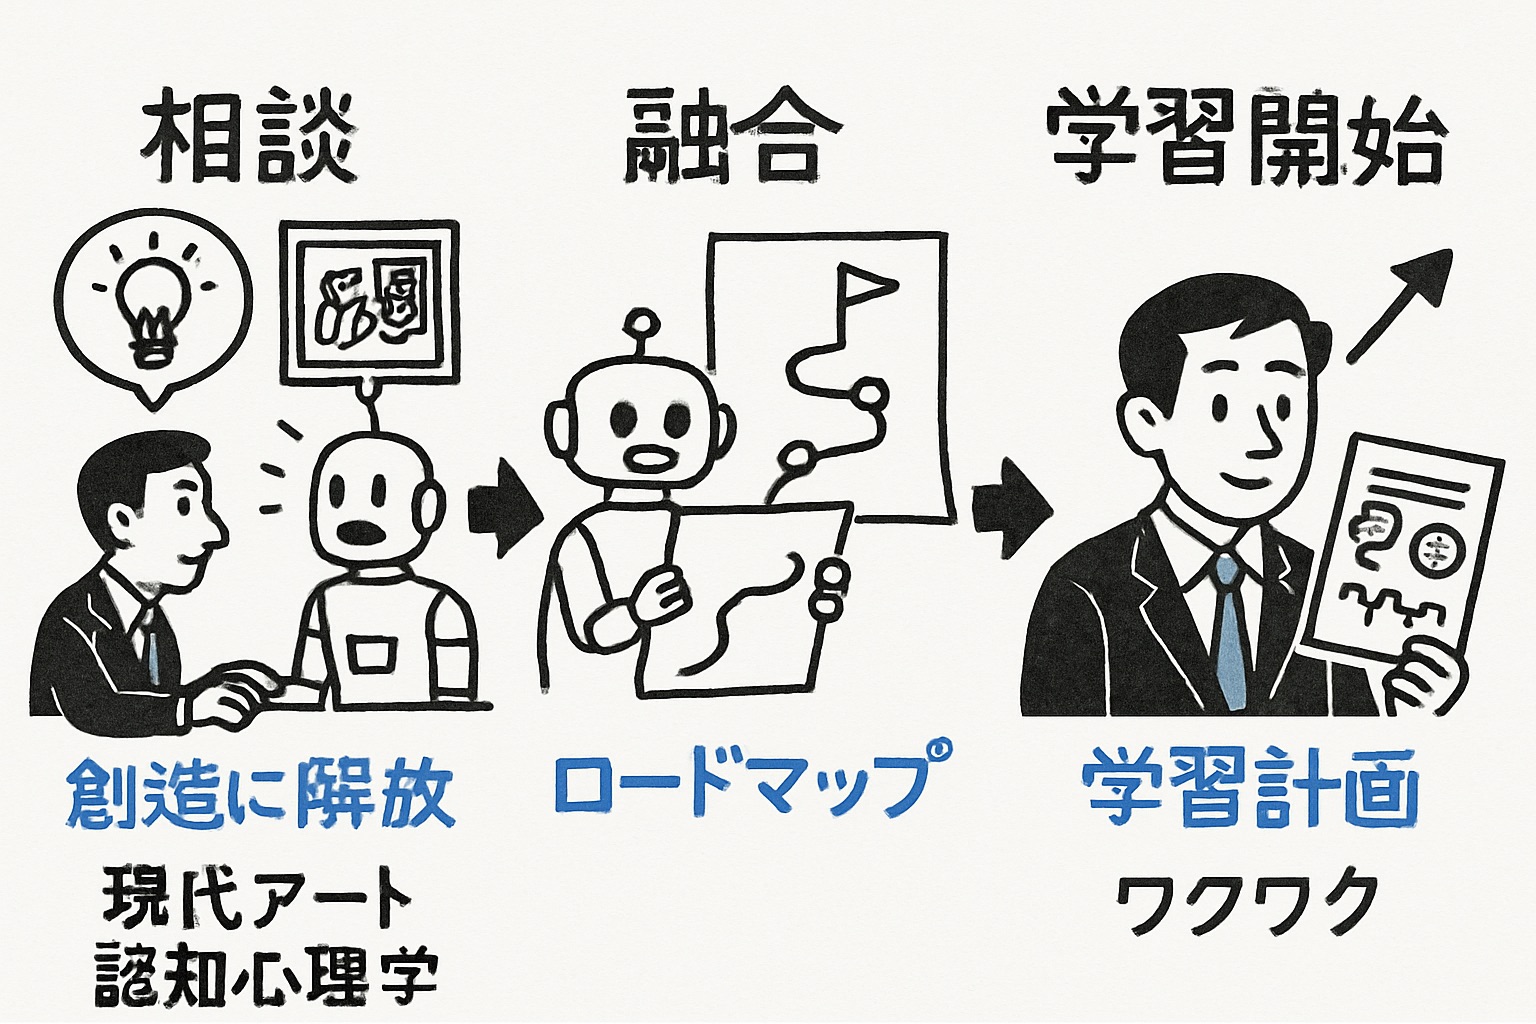 相談
融合
学習開始
創造に解放
ロードマップ
学習計画
現代アート
認知心理学
ワクワク